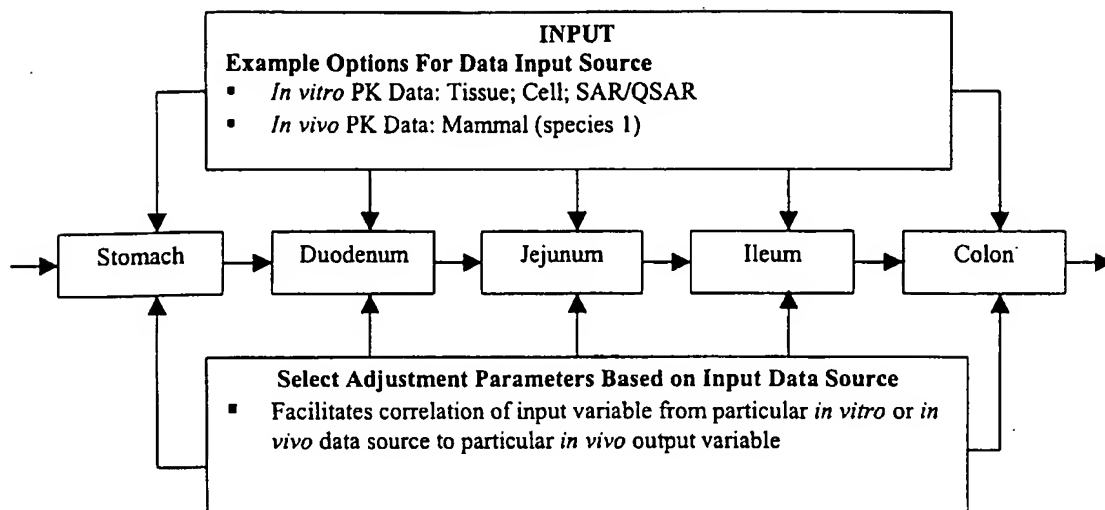 INPUT
Example Options For Data Input Source
▪ In vitro PK Data: Tissue; Cell; SAR/QSAR
▪ In vivo PK Data: Mammal (species 1)
Stomach
Duodenum
Jejunum
Ileum
Colon
Select Adjustment Parameters Based on Input Data Source
▪ Facilitates correlation of input variable from particular in vitro or in
vivo data source to particular in vivo output variable